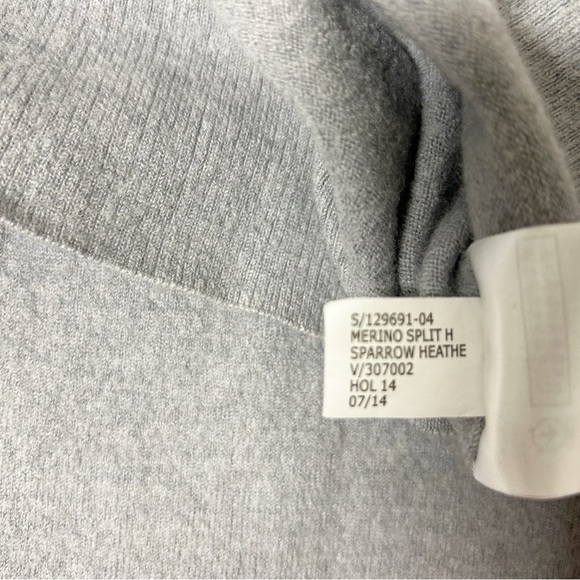 S/129691-04
MERINO SPLIT H
SPARROW HEATHE
V/307002
HOL 14
07/14